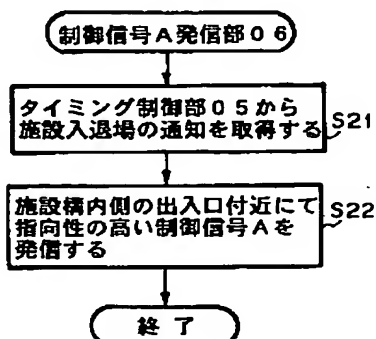 制御信号A発信部06
タイミング制御部05から
施設入退場の通知を取得する
S21
施設構内側の出入口付近にて
指向性の高い制御信号Aを
発信する
S22
終了